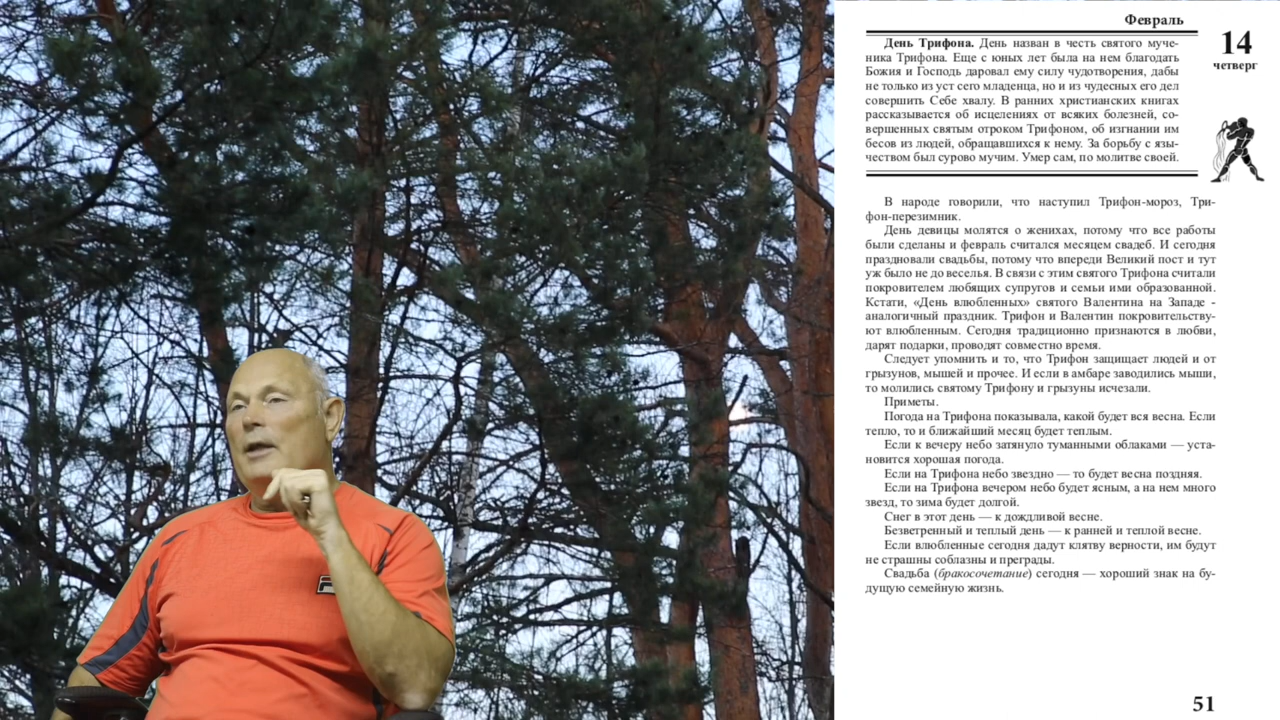 Февраль
14
четверг
День Трифона. День назван в честь святого муче-
ника Трифона. Еще с юных лет была на нем благодать
Божия и Господь даровал ему силу чудотворения, дабы
не только из уст сего младенца, но и из чудесных его дел
совершить Себе хвалу. В ранних христианских книгах
рассказывается об исцелениях от всяких болезней, со-
вершенных святым отроком Трифоном, об изгнании им
бесов из людей, обращавшихся к нему. За борьбу с язы-
чеством был сурово мучим. Умер сам, по молитве своей.
В народе говорили, что наступил Трифон-мороз, Три-
фон-перезимник.
День девицы молятся о женихах, потому что все работы
были сделаны и февраль считался месяцем свадеб. И сегодня
праздновали свадьбы, потому что впереди Великий пост и тут
уж было не до веселья. В связи с этим святого Трифона считали
покровителем любящих супругов и семьи ими образованной.
Кстати, «День влюбленных» святого Валентина на Западе -
аналогичный праздник. Трифон и Валентин покровительству-
ют влюбленным. Сегодня традиционно признаются в любви,
дарят подарки, проводят совместно время.
Следует упомнить и то, что Трифон защищает людей и от
грызунов, мышей и прочее. И если в амбаре заводились мыши,
то молились святому Трифону и грызуны исчезали.
Приметы.
Погода на Трифона показывала, какой будет вся весна. Если
тепло, то и ближайший месяц будет теплым.
Если к вечеру небо затянуло туманными облаками — уста-
новится хорошая погода.
Если на Трифона небо звездно — то будет весна поздняя.
Если на Трифона вечером небо будет ясным, а на нем много
звезд, то зима будет долгой.
Снег в этот день — к дождливой весне.
Безветренный и теплый день — к ранней и теплой весне.
Если влюбленные сегодня дадут клятву верности, им будут
не страшны соблазны и преграды.
Свадьба (бракосочетание) сегодня — хороший знак на бу-
дущую семейную жизнь.
51